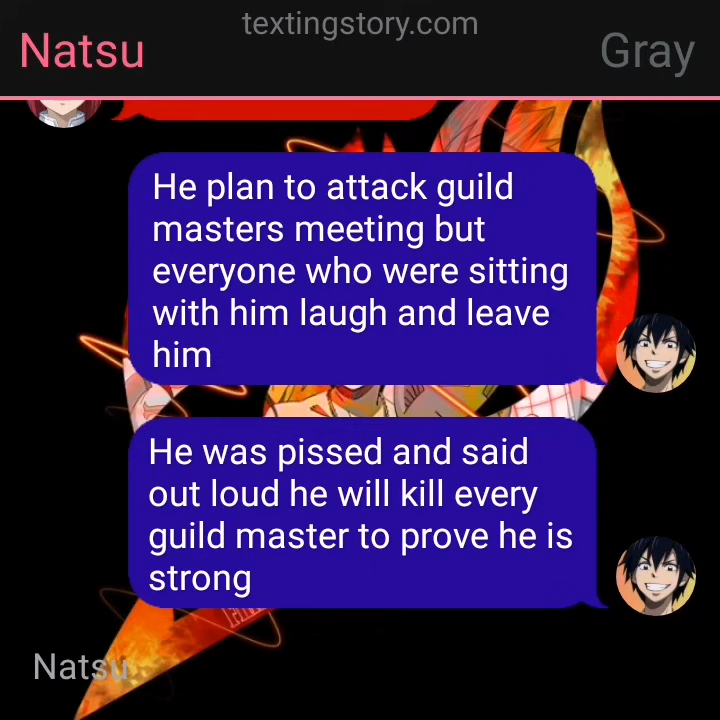 textingstory.com
Natsu
Gray
He plan to attack guild
masters meeting but
everyone who were sitting
with him laugh and leave
him
He was pissed and said
out loud he will kill every
guild master to prove he is
strong
Natsu